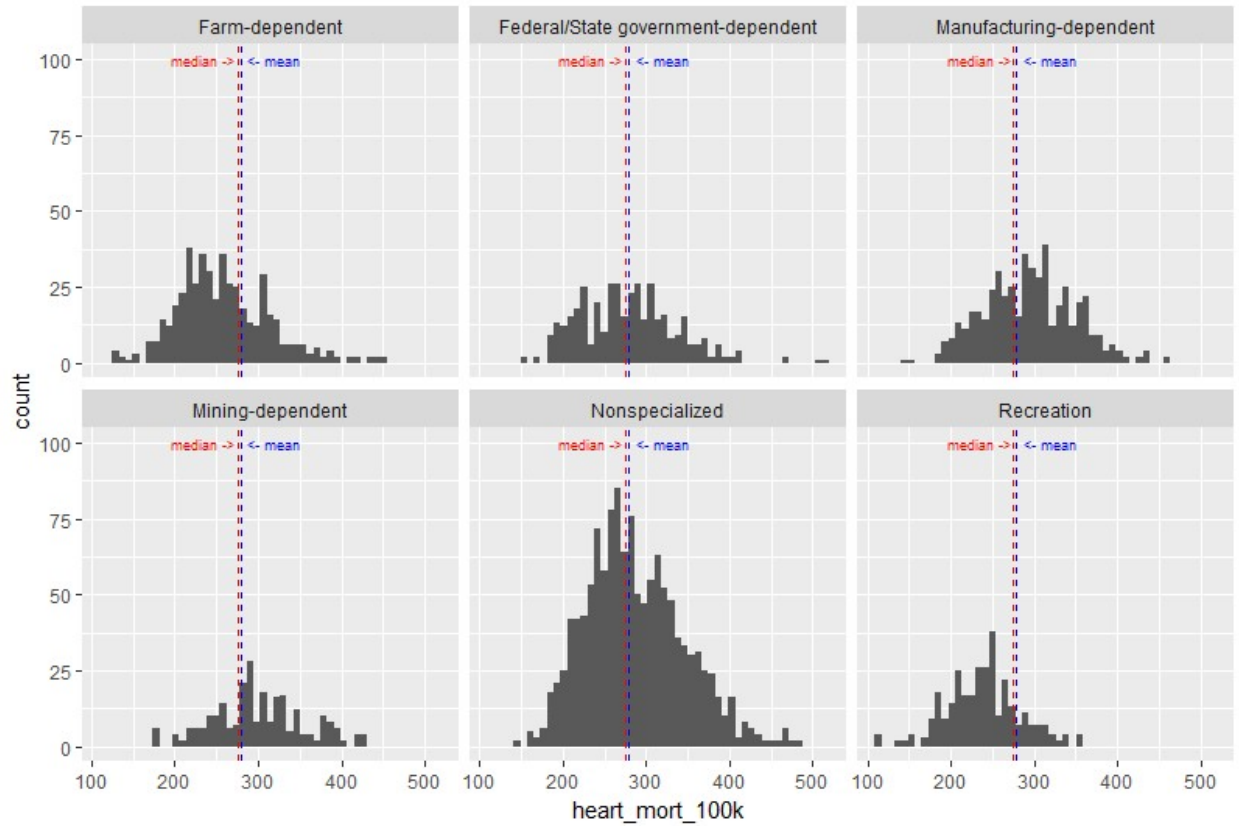 Farm-dependent
Federal/State government-dependent
Manufacturing-dependent
100
75
50
25
0
median ->
<- mean
median ->
<- mean
median ->
<- mean
Mining-dependent
Nonspecialized
Recreation
100
75
50
25
0
median ->
<- mean
median ->
<- mean
median ->
<- mean
100 200 300 400 500
100 200 300 400 500
100 200 300 400 500
count
heart_mort_100k